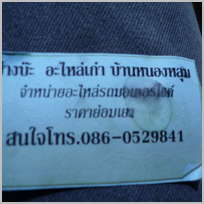 ช่างบ๊ะ อะไหล่เก่า บ้านหนองหลุม
จำหน่ายอะไหล่รถมอเตอร์ไซค์
ราคาย่อมเยา
สนใจโทร.086-0529841